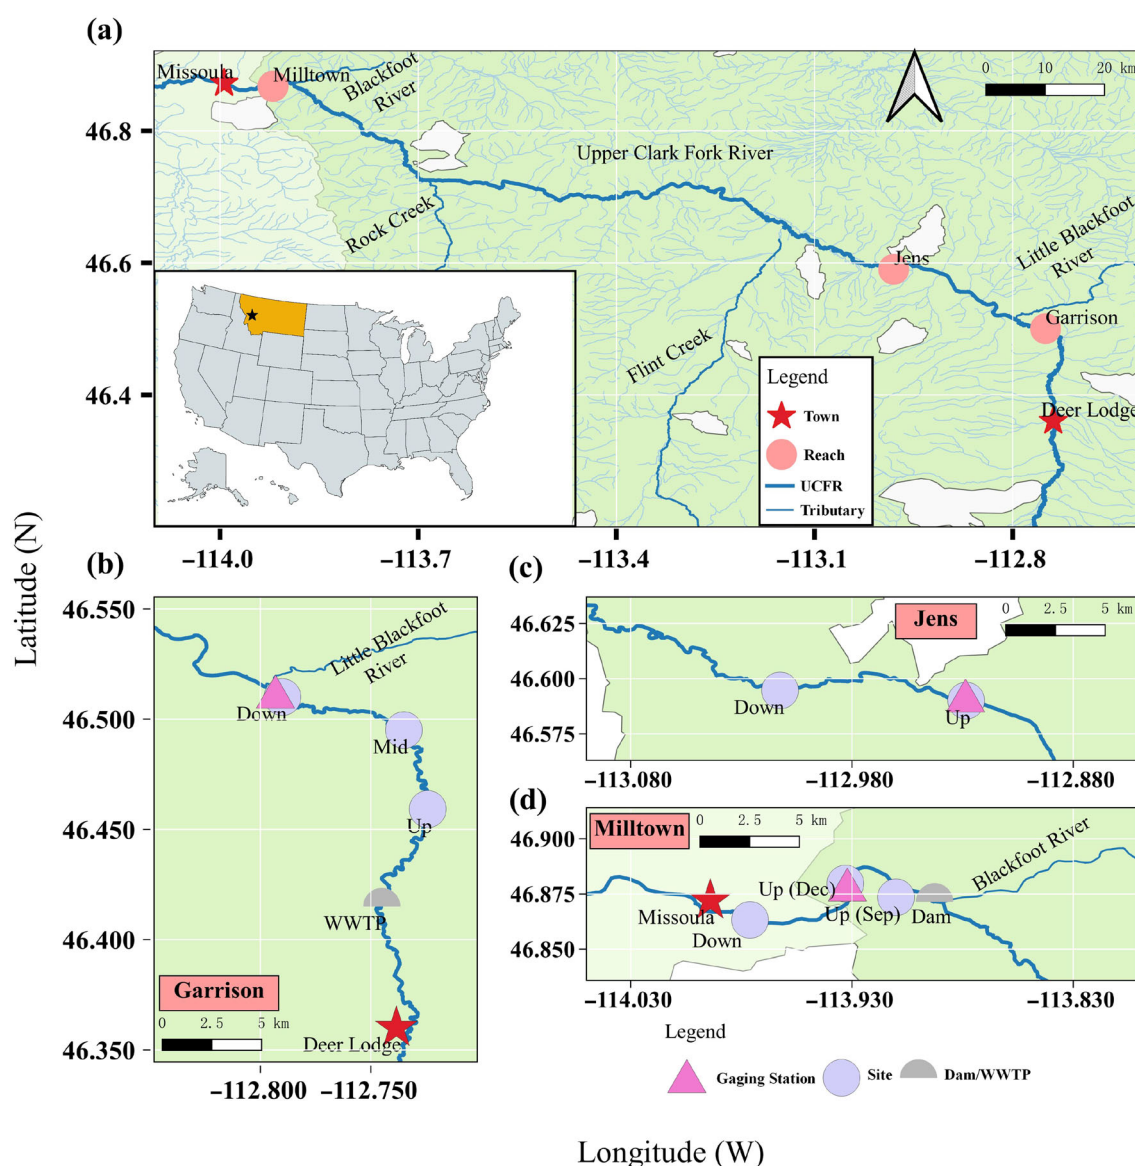 (a)
Missoula
Milltown
Blackfoot
River
0 10 20 km
46.8
Upper Clark Fork River
Rock Creek
Little Blackfoot
River
46.6
Jens
Garrison
Flint Creek
Legend
Town
Reach
UCFR
Tributary
46.4
Deer Lodge
−114.0 −113.7 −113.4 −113.1 −112.8
Latitude (N)
(b)
46.550
46.500
46.450
46.400
46.350
Little Blackfoot
River
Down
Mid
Up
WWTP
Garrison
0 2.5 5 km
Deer Lodge
−112.800 −112.750
(c)
46.625
46.600
46.575
Jens
0 2.5 5 km
Down
Up
−113.080 −112.980 −112.880
(d)
46.900
46.875
46.850
Milltown
0 2.5 5 km
Blackfoot River
Up (Dec)
Missoula
Up (Sep)
Dam
Down
−114.030 −113.930 −113.830
Legend
Gaging Station
Site
Dam/WWTP
Longitude (W)